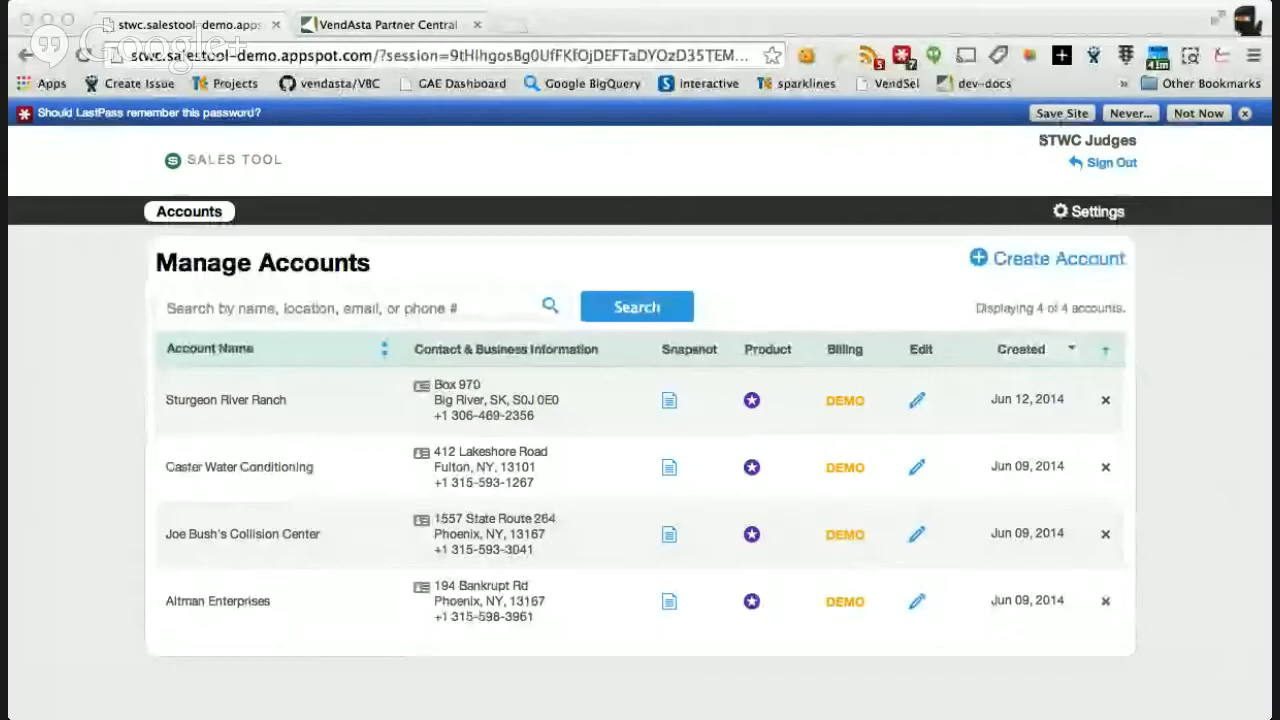 stwc.salestool-demo.apps
VendAsta Partner Central
Google+
stwc.salestool-demo.appspot.com/?session=9tHlhgosBg0UfFKfOjDEFTaDYOzD35TEM...
5
7
41m
Apps
Create Issue
Projects
vendasta/VBC
GAE Dashboard
Google BigQuery
interactive
sparklines
VendSel
dev-docs
»
Other Bookmarks
Should LastPass remember this password?
Save Site
Never...
Not Now
STWC Judges
S SALES TOOL
Sign Out
Accounts
Settings
Manage Accounts
Create Account
Search by name, location, email, or phone #
Search
Displaying 4 of 4 accounts.
Account Name Contact & Business Information Snapshot Product Billing Edit Created
Box 970
Sturgeon River Ranch Big River, SK, S0J 0E0 DEMO Jun 12, 2014
+1 306-469-2356
412 Lakeshore Road
Caster Water Conditioning Fulton, NY, 13101 DEMO Jun 09, 2014
+1 315-593-1267
1557 State Route 264
Joe Bush's Collision Center Phoenix, NY, 13167 DEMO Jun 09, 2014
+1 315-593-3041
194 Bankrupt Rd
Altman Enterprises Phoenix, NY, 13167 DEMO Jun 09, 2014
+1 315-598-3961